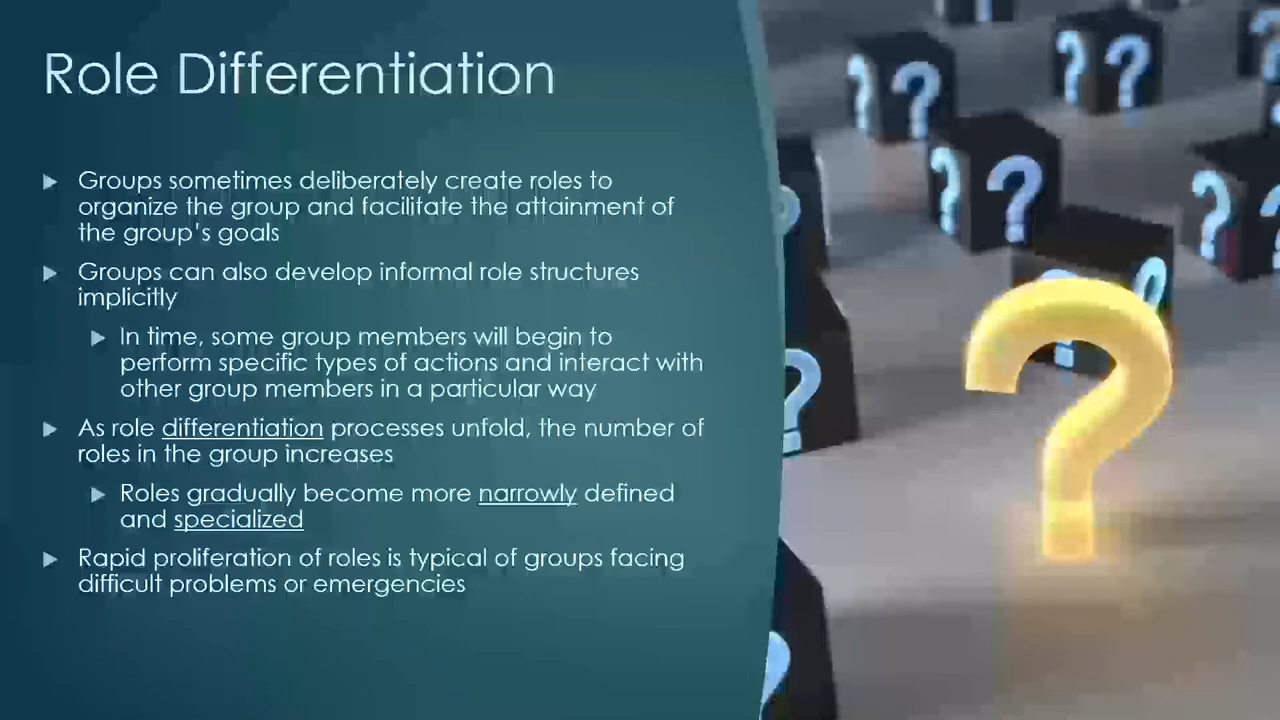 Role Differentiation
Groups sometimes deliberately create roles to
organize the group and facilitate the attainment of
the group's goals
Groups can also develop informal role structures
implicitly
In time, some group members will begin to
perform specific types of actions and interact with
other group members in a particular way
As role differentiation processes unfold, the number of
roles in the group increases
Roles gradually become more narrowly defined
and specialized
Rapid proliferation of roles is typical of groups facing
difficult problems or emergencies
? ?
? ?
? ?
?
?
?